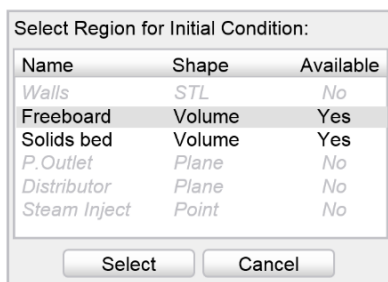 Select Region for Initial Condition:
Name Shape Available
Walls STL No
Freeboard Volume Yes
Solids bed Volume Yes
P.Outlet Plane No
Distributor Plane No
Steam Inject Point No
Select Cancel